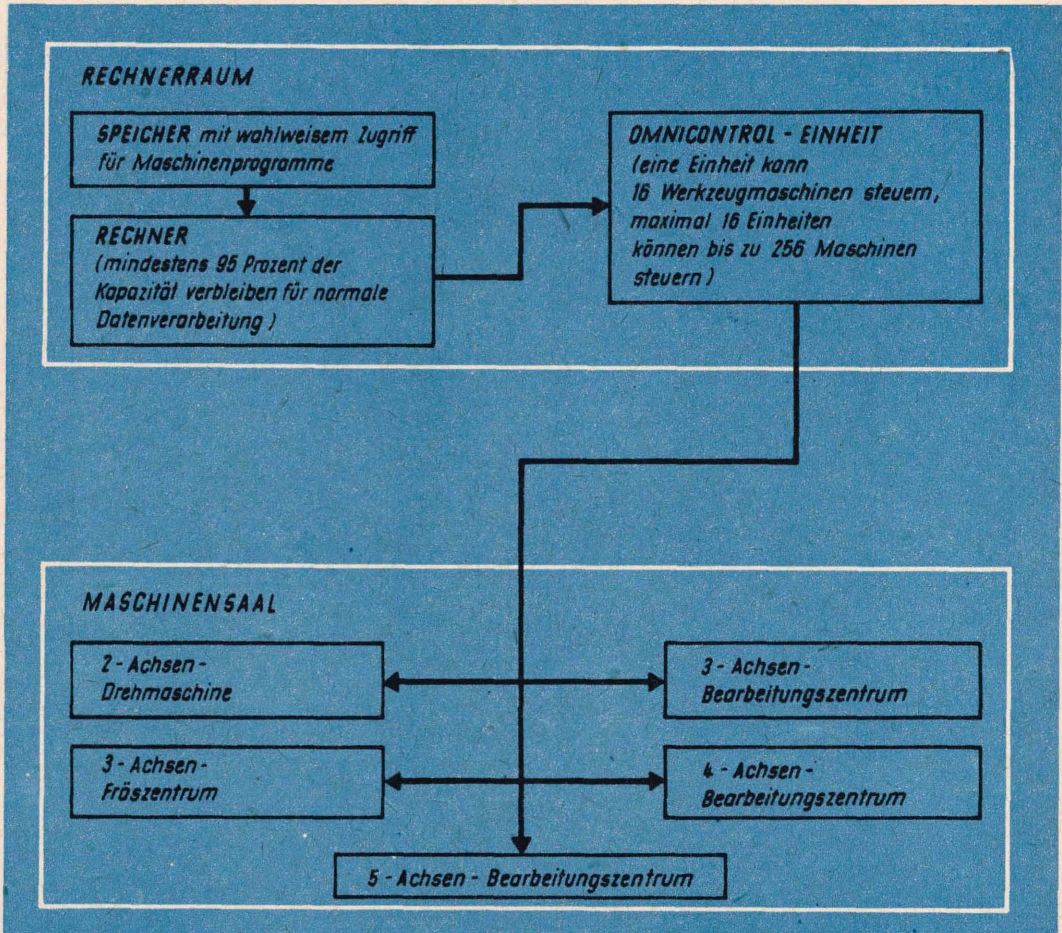 RECHNERRAUM
SPEICHER mit wahlweisem Zugriff
für Maschinenprogramme
RECHNER
(mindestens 95 Prozent der
Kapazität verbleiben für normale
Datenverarbeitung)
OMNICONTROL - EINHEIT
(eine Einheit kann
16 Werkzeugmaschinen steuern,
maximal 16 Einheiten
können bis zu 256 Maschinen
steuern)
MASCHINENSAAL
2 - Achsen -
Drehmaschine
3 - Achsen -
Bearbeitungszentrum
3 - Achsen -
Fräszentrum
4 - Achsen -
Bearbeitungszentrum
5 - Achsen - Bearbeitungszentrum